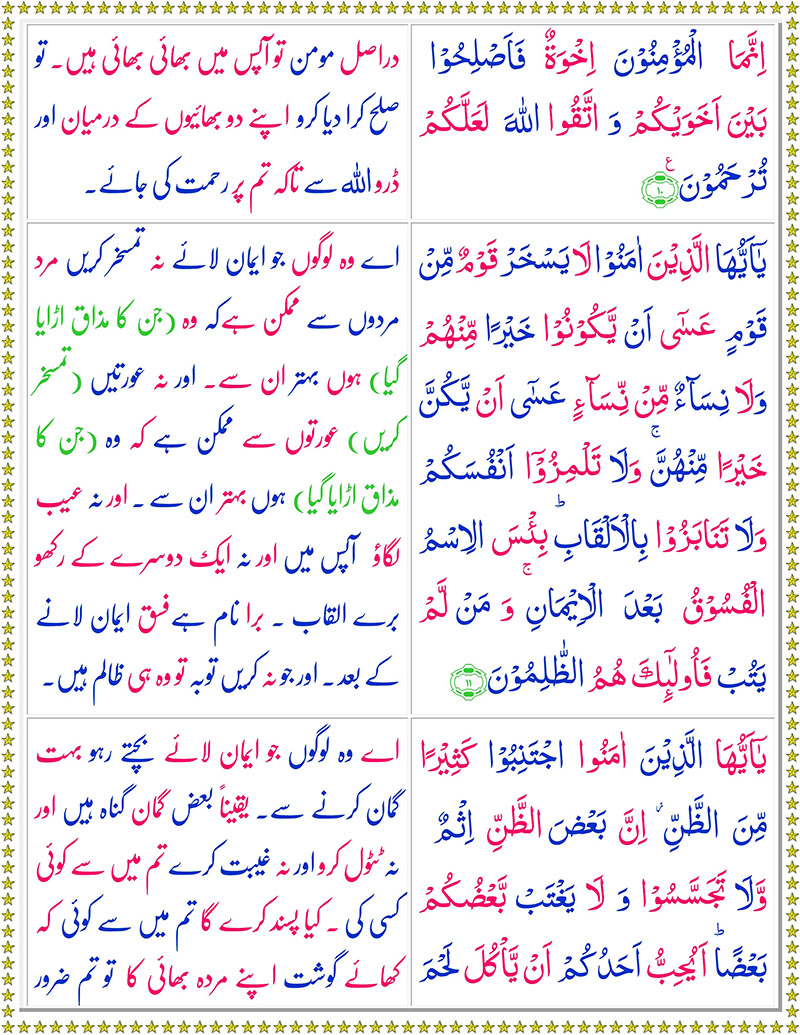 اِنَّمَا الْمُؤْمِنُوْنَ اِخْوَةٌ فَاَصْلِحُوْا
بَيْنَ اَخَوَيْكُمْ وَ اتَّقُوا اللّٰهَ لَعَلَّكُمْ
تُرْحَمُوْنَ ࣖ ۝۱۰
دراصل مومن تو آپس میں بھائی بھائی ہیں۔ تو
صلح کرا دیا کرو اپنے دو بھائیوں کے درمیان اور
ڈرو اللہ سے تاکہ تم پر رحمت کی جائے۔
يٰۤاَيُّهَا الَّذِيْنَ اٰمَنُوْا لَا يَسْخَرْ قَوْمٌ مِّنْ
قَوْمٍ عَسٰۤى اَنْ يَّكُوْنُوْا خَيْرًا مِّنْهُمْ
وَلَا نِسَآءٌ مِّنْ نِّسَآءٍ عَسٰۤى اَنْ يَّكُنَّ
خَيْرًا مِّنْهُنَّ ۚ وَلَا تَلْمِزُوْۤا اَنْفُسَكُمْ
وَلَا تَنَابَزُوْا بِالْاَلْقَابِ ؕ بِئْسَ الِاسْمُ
الْفُسُوْقُ بَعْدَ الْاِيْمَانِ ۚ وَ مَنْ لَّمْ
يَتُبْ فَاُولٰٓئِكَ هُمُ الظّٰلِمُوْنَ ۝۱۱
اے وہ لوگوں جو ایمان لائے نہ تمسخر کریں مرد
مردوں سے ممکن ہے کہ وہ (جن کا مذاق اڑایا
گیا) ہوں بہتر ان سے۔ اور نہ عورتیں (تمسخر
کریں) عورتوں سے ممکن ہے کہ وہ (جن کا
مذاق اڑایا گیا) ہوں بہتر ان سے ۔ اور نہ عیب
لگاؤ آپس میں اور نہ ایک دوسرے کے رکھو
برے القاب ۔ برا نام ہے فسق ایمان لانے
کے بعد۔ اور جو نہ کریں توبہ تو وہ ہی ظالم ہیں۔
يٰۤاَيُّهَا الَّذِيْنَ اٰمَنُوا اجْتَنِبُوْا كَثِيْرًا
مِّنَ الظَّنِّ ؗ اِنَّ بَعْضَ الظَّنِّ اِثْمٌ
وَّلَا تَجَسَّسُوْا وَ لَا يَغْتَبْ بَّعْضُكُمْ
بَعْضًا ؕ اَيُحِبُّ اَحَدُكُمْ اَنْ يَّاْكُلَ لَحْمَ
اے وہ لوگوں جو ایمان لائے بچتے رہو بہت
گمان کرنے سے۔ یقیناً بعض گمان گناہ ہیں اور
نہ ٹٹول کرو اور نہ غیبت کرے تم میں سے کوئی
کسی کی ۔ کیا پسند کرے گا تم میں سے کوئی کہ
کھائے گوشت اپنے مردہ بھائی کا تو تم ضرور